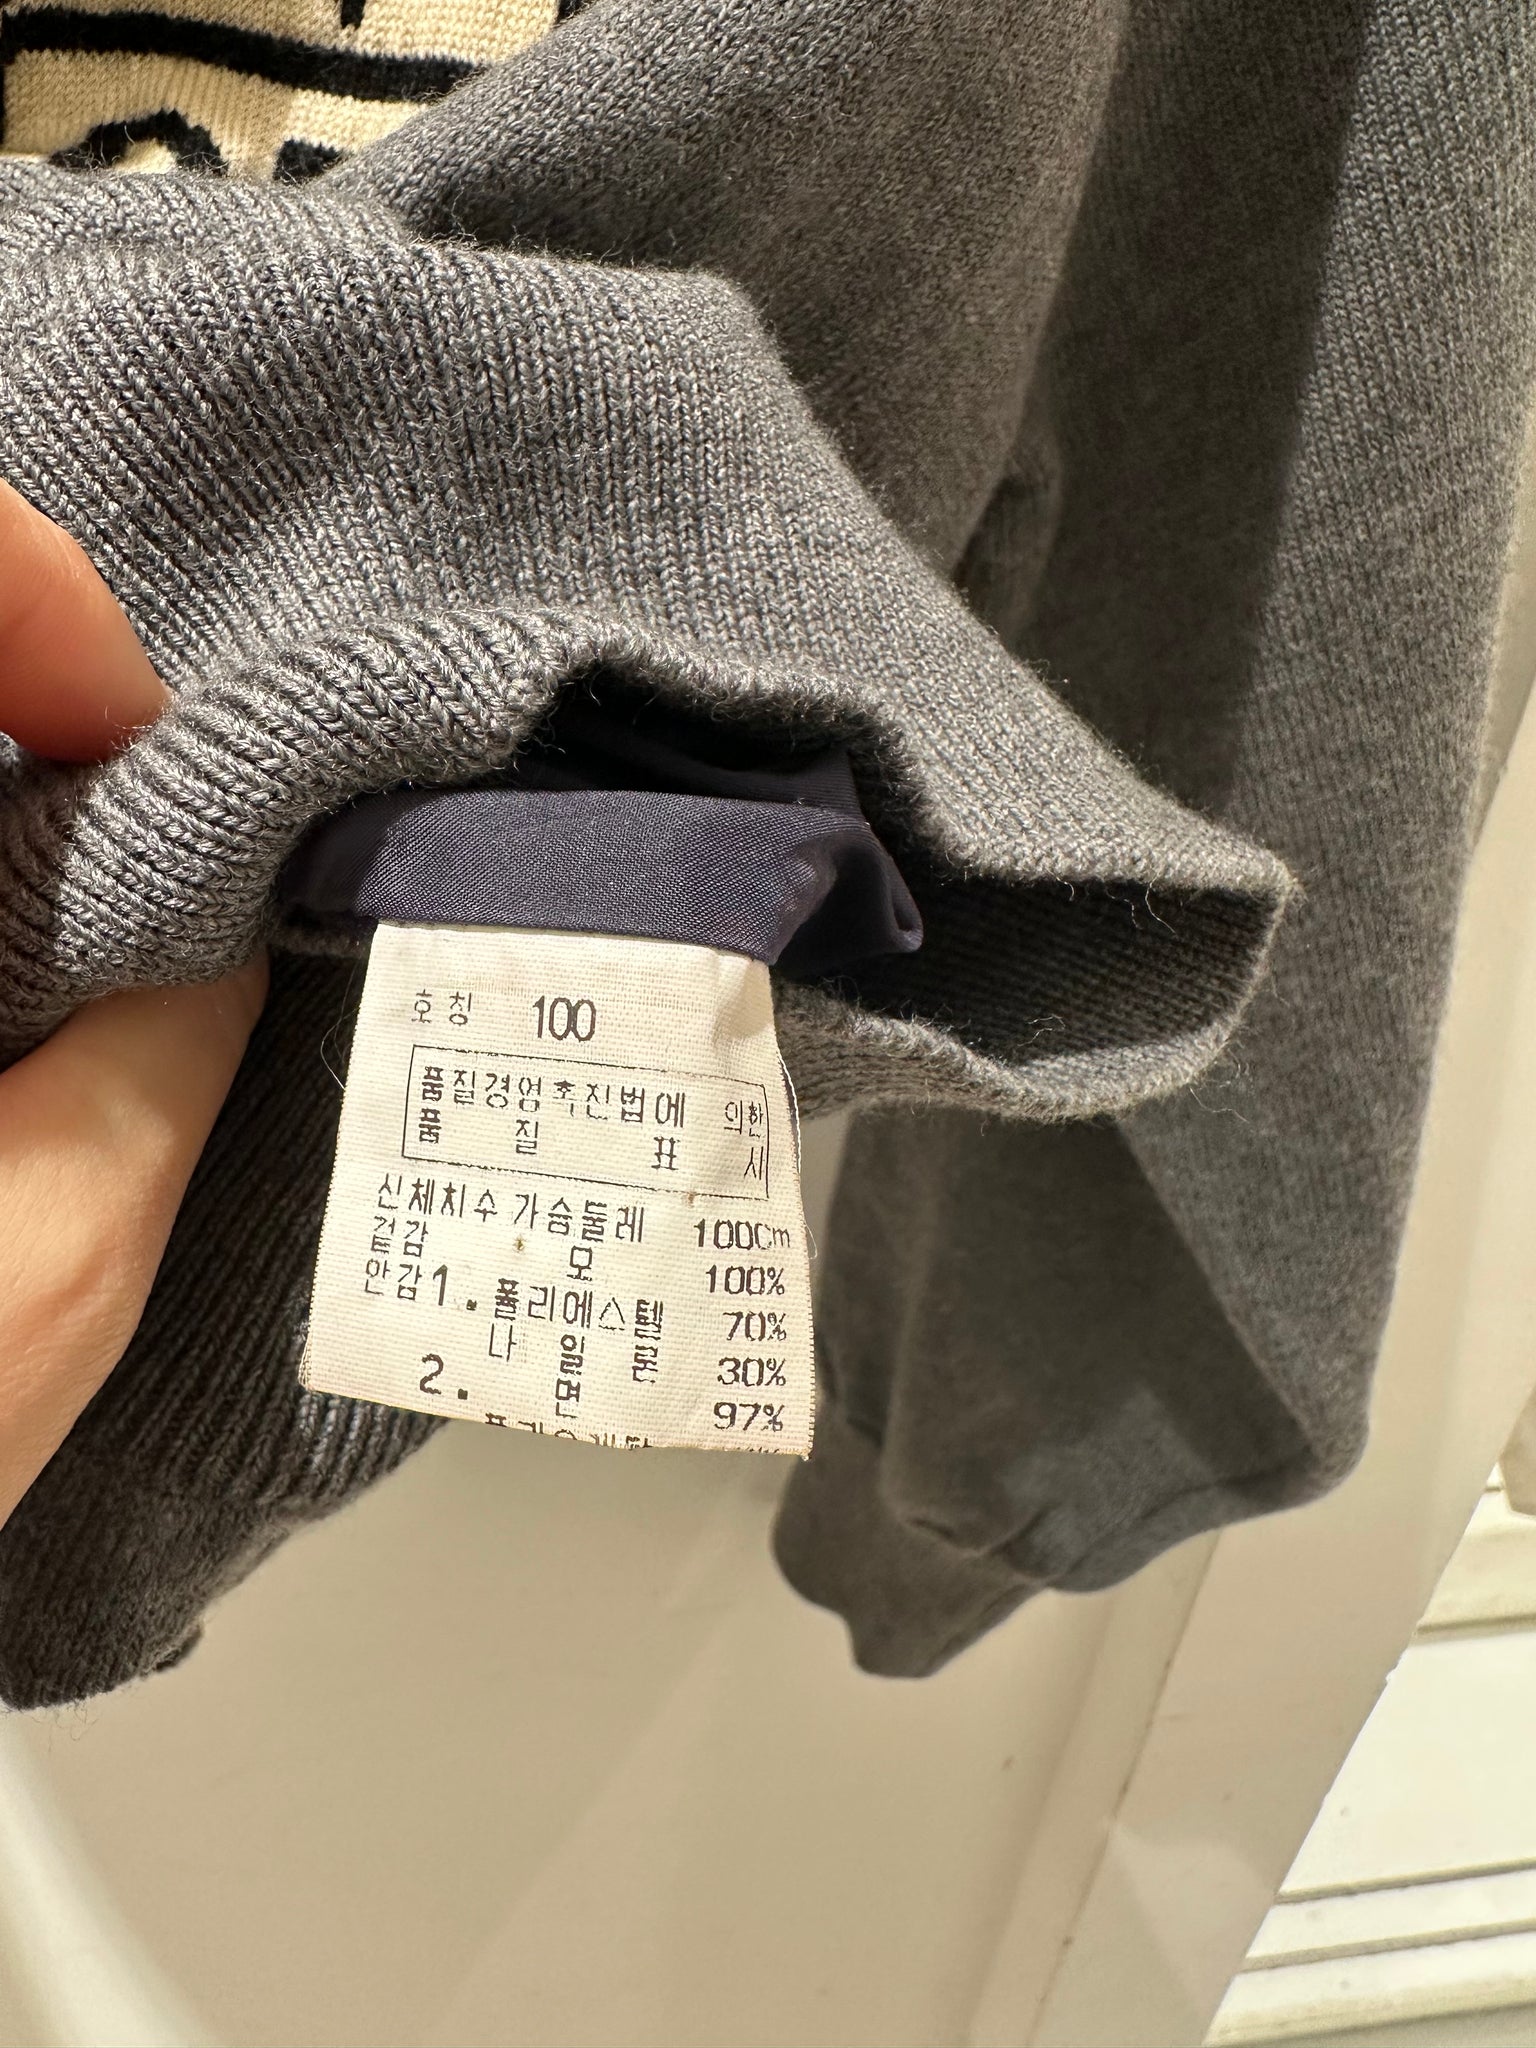 호칭 100
품질경영촉진법에 의한
품 질 표 시
신체치수 가슴둘레 100cm
겉감 모 100%
안감 1. 폴리에스텔 70%
나 일 론 30%
2. 면 97%